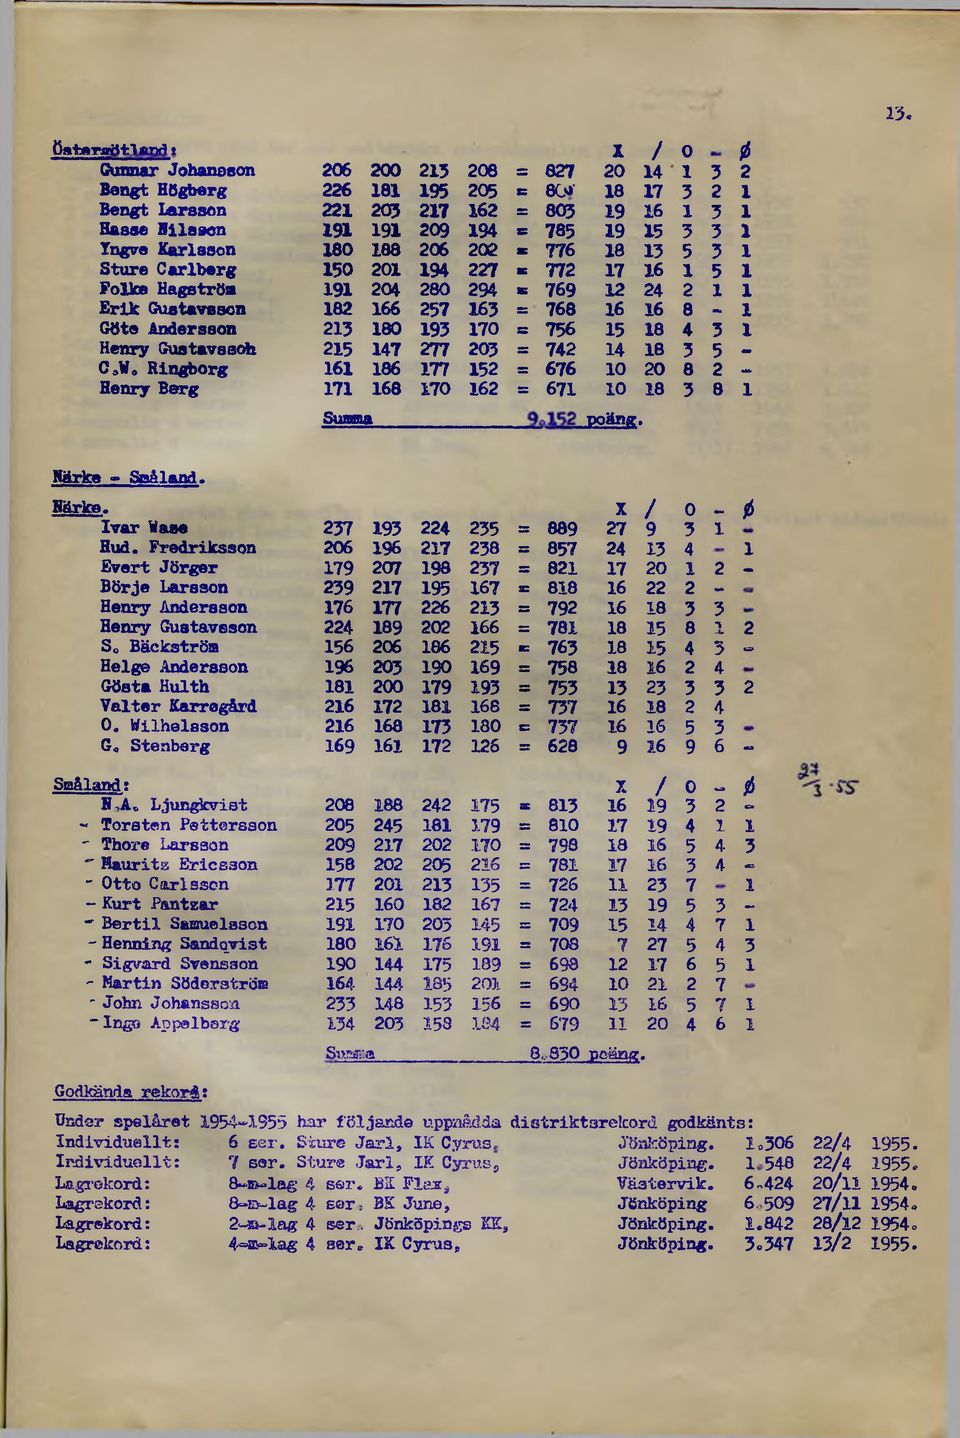 13.
Östergötland: X / O - Ø
Gunnar Johansson 206 200 213 208 = 827 20 14 1 3 2
Bengt Högberg 226 181 195 205 = 18 17 3 2 1
Bengt Larsson 221 203 217 162 = 803 19 16 1 3 1
Hasse Nilsson 191 191 209 194 = 785 19 15 3 3 1
Yngve Karlsson 180 188 206 202 = 776 18 13 5 3 1
Sture Carlberg 150 201 194 227 = 772 17 16 1 5 1
Folke Hagström 191 204 280 294 = 769 12 24 2 1 1
Erik Gustavsson 182 166 257 163 = 768 16 16 8 - 1
Göte Andersson 213 180 193 170 = 756 15 18 4 3 1
Henry Gustavsson 215 147 277 203 = 742 14 18 3 5 -
C.W. Ringborg 161 186 177 152 = 676 10 20 8 2 -
Henry Berg 171 168 170 162 = 671 10 18 3 8 1
Summa 9.152 poäng.
Närke - Småland.
Närke. X / O - Ø
Ivar Wase 237 193 224 235 = 889 27 9 3 1 -
Rud. Fredriksson 206 196 217 238 = 857 24 13 4 - 1
Evert Jörger 179 207 198 237 = 821 17 20 1 2 -
Börje Larsson 239 217 195 167 = 818 16 22 2 - -
Henry Andersson 176 177 226 213 = 792 16 18 3 3 -
Henry Gustavsson 224 189 202 166 = 781 18 15 8 1 2
S. Bäckström 156 206 186 215 = 763 18 15 4 3 -
Helge Andersson 196 203 190 169 = 758 18 16 2 4 -
Gösta Hulth 181 200 179 193 = 753 13 23 3 3 2
Valter Karregård 216 172 181 168 = 737 16 18 2 4
O. Wilhelsson 216 168 173 180 = 737 16 16 5 3 -
G. Stenberg 169 161 172 126 = 628 9 16 9 6 -
27/3-55
Småland: X / O - Ø
N.A. Ljungkvist 208 188 242 175 = 813 16 19 3 2 -
- Torsten Pettersson 205 245 181 179 = 810 17 19 4 1 1
- Thore Larsson 209 217 202 170 = 798 18 16 5 4 3
- Mauritz Ericsson 158 202 205 216 = 781 17 16 3 4 -
- Otto Carlsson 177 201 213 135 = 726 11 23 7 - 1
- Kurt Pantzar 215 160 182 167 = 724 13 19 5 3 -
- Bertil Samuelsson 191 170 203 145 = 709 15 14 4 7 1
- Henning Sandqvist 180 161 176 191 = 708 7 27 5 4 3
- Sigvard Svensson 190 144 175 189 = 698 12 17 6 5 1
- Martin Söderström 164 144 185 201 = 694 10 21 2 7 -
- John Johansson 233 148 153 156 = 690 13 16 5 7 1
- Inge Appelberg 134 203 158 184 = 679 11 20 4 6 1
Summa 8.830 poäng.
Godkända rekord:
Under spelåret 1954-1955 har följande uppnådda distriktsrekord godkänts:
Individuellt: 6 ser. Sture Jarl, IK Cyrus, Jönköping. 1.306 22/4 1955.
Individuellt: 7 ser. Sture Jarl, IK Cyrus, Jönköping. 1.548 22/4 1955.
Lagrekord: 8-m-lag 4 ser. BK Flax, Västervik. 6.424 20/11 1954.
Lagrekord: 8-m-lag 4 ser. BK June, Jönköping 6.509 27/11 1954.
Lagrekord: 2-m-lag 4 ser. Jönköpings KK, Jönköping. 1.842 28/12 1954.
Lagrekord: 4-m-lag 4 ser. IK Cyrus, Jönköping. 3.347 13/2 1955.